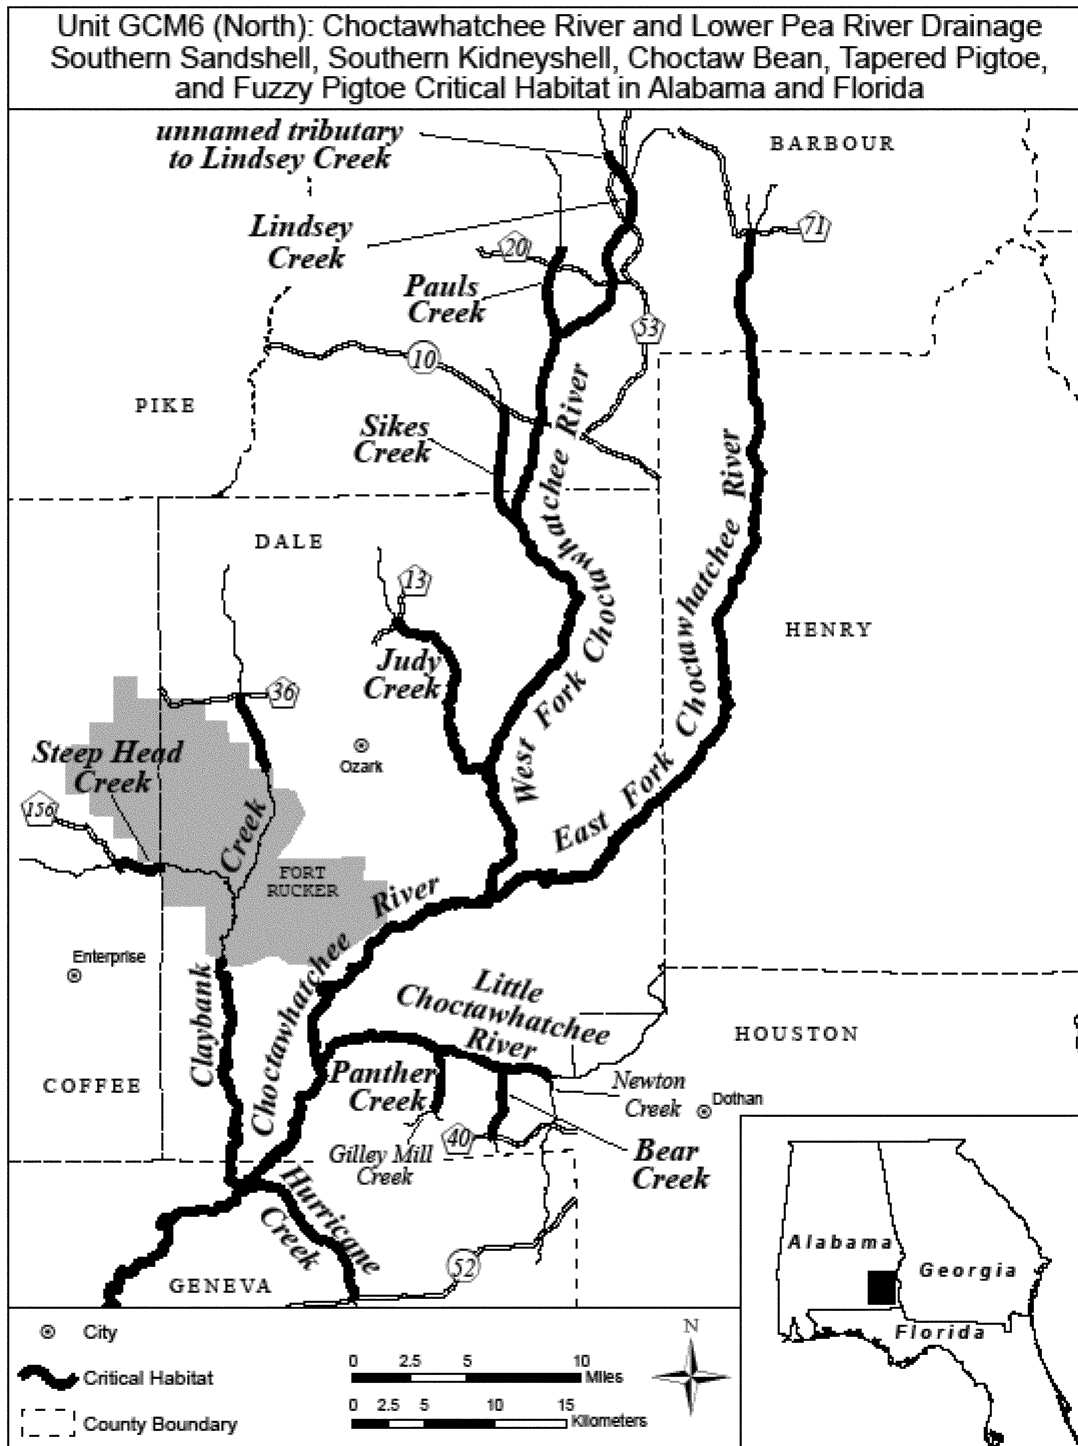 Unit GCM6 (North): Choctawhatchee River and Lower Pea River Drainage
Southern Sandshell, Southern Kidneyshell, Choctaw Bean, Tapered Pigtoe,
and Fuzzy Pigtoe Critical Habitat in Alabama and Florida
unnamed tributary
to Lindsey Creek
BARBOUR
Lindsey
Creek
71
20
Pauls
Creek
53
10
PIKE
Sikes
Creek
West Fork Choctawhatchee River
East Fork Choctawhatchee River
DALE
13
HENRY
Judy
Creek
36
Steep Head
Creek
Ozark
156
Claybank Creek
FORT
RUCKER
Choctawhatchee River
Enterprise
Little
Choctawhatchee
River
HOUSTON
COFFEE
Panther
Creek
Newton
Creek
Dothan
40
Gilley Mill
Creek
Bear
Creek
Hurricane
Creek
52
GENEVA
Alabama
Georgia
Florida
City
Critical Habitat
County Boundary
0 2.5 5 10
Miles
0 2.5 5 10 15
Kilometers
N